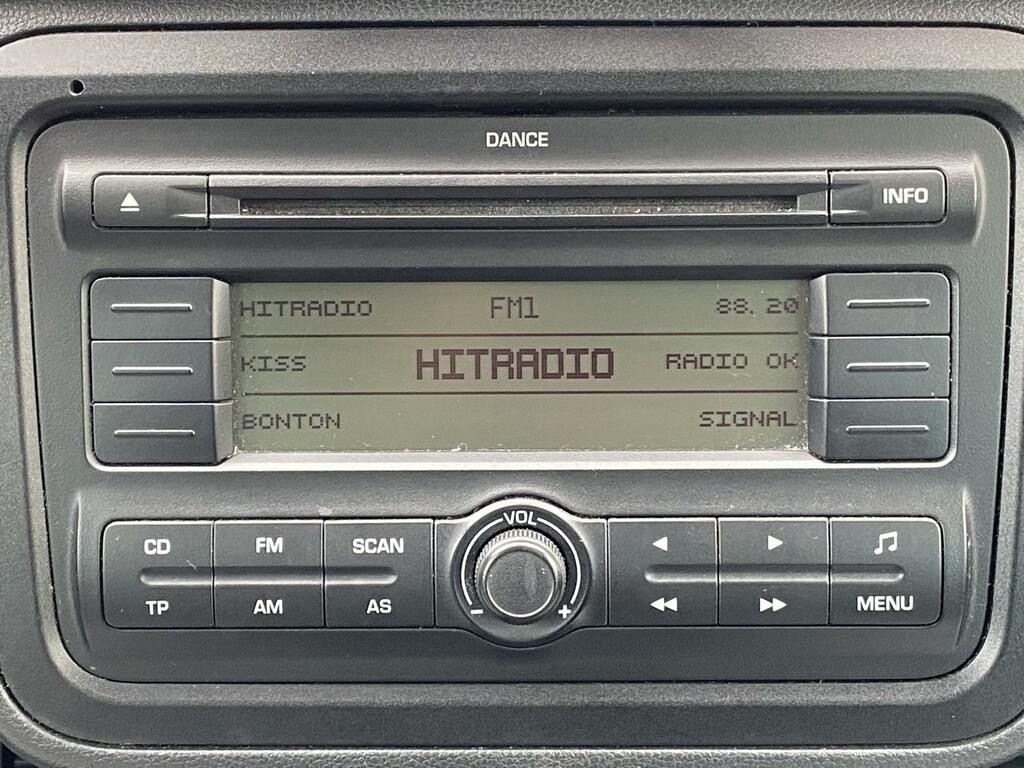 DANCE
INFO
HITRADIO FM1 88.20
KISS HITRADIO RADIO OK
BONTON SIGNAL
VOL
CD FM SCAN
TP AM AS - + MENU